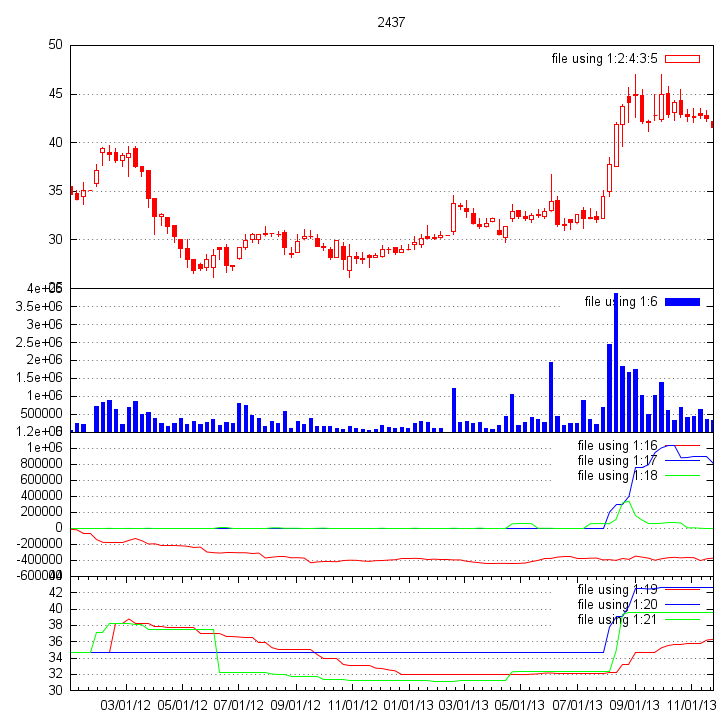 2437
50
file using 1:2:4:3:5
45
40
35
30
4e+06
file using 1:6
3.5e+06
3e+06
2.5e+06
2e+06
1.5e+06
1e+06
500000
file using 1:16
1e+06
file using 1:17
800000
file using 1:18
600000
400000
200000
0
-200000
-400000
-600000
file using 1:19
42
file using 1:20
40
file using 1:21
38
36
34
32
30
03/01/12 05/01/12 07/01/12 09/01/12 11/01/12 01/01/13 03/01/13 05/01/13 07/01/13 09/01/13 11/01/13